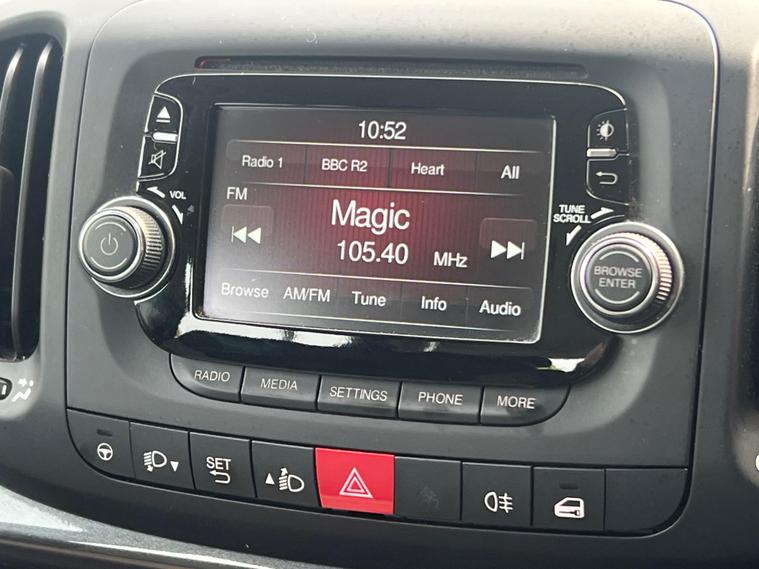 10:52
Radio 1 BBC R2 Heart All
FM
Magic
105.40 MHz
Browse AM/FM Tune Info Audio
VOL
TUNE
SCROLL
BROWSE
ENTER
RADIO MEDIA SETTINGS PHONE MORE
SET